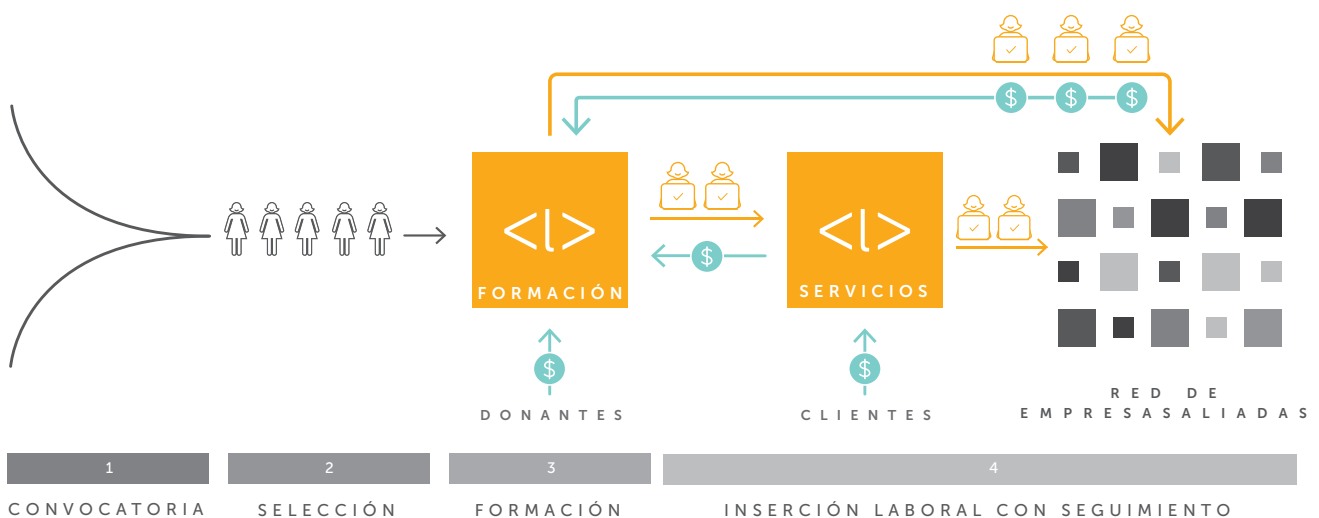 $ $ $
<|> <|>
$
FORMACIÓN SERVICIOS
$ $
DONANTES CLIENTES
RED DE
EMPRESASALIADAS
1 2 3 4
CONVOCATORIA SELECCIÓN FORMACIÓN INSERCIÓN LABORAL CON SEGUIMIENTO